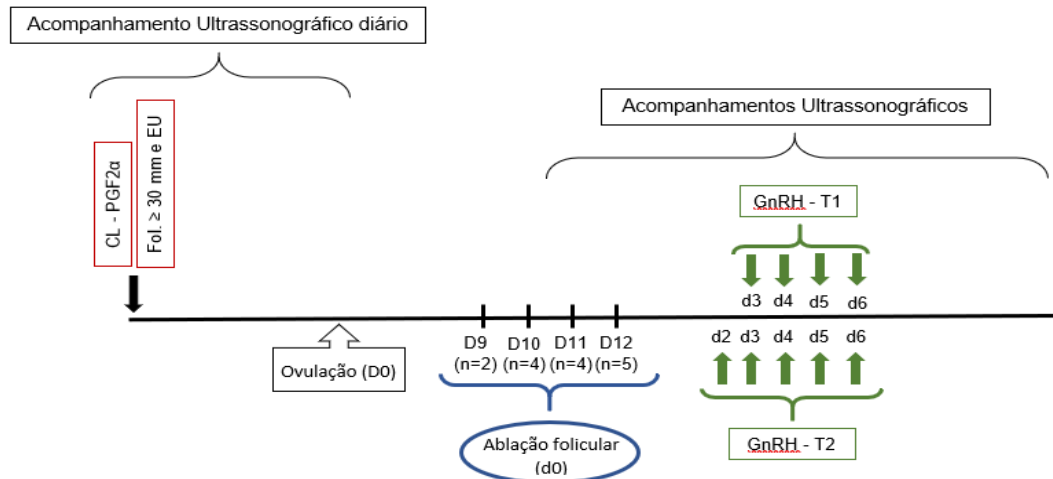 Acompanhamento Ultrassonográfico diário
CL - PGF2α
Fol. ≥ 30 mm e EU
Acompanhamentos Ultrassonográficos
GnRH - T1
d3 d4 d5 d6
Ovulação (D0)
D9 D10 D11 D12
(n=2) (n=4) (n=4) (n=5)
d2 d3 d4 d5 d6
Ablação folicular
(d0)
GnRH - T2